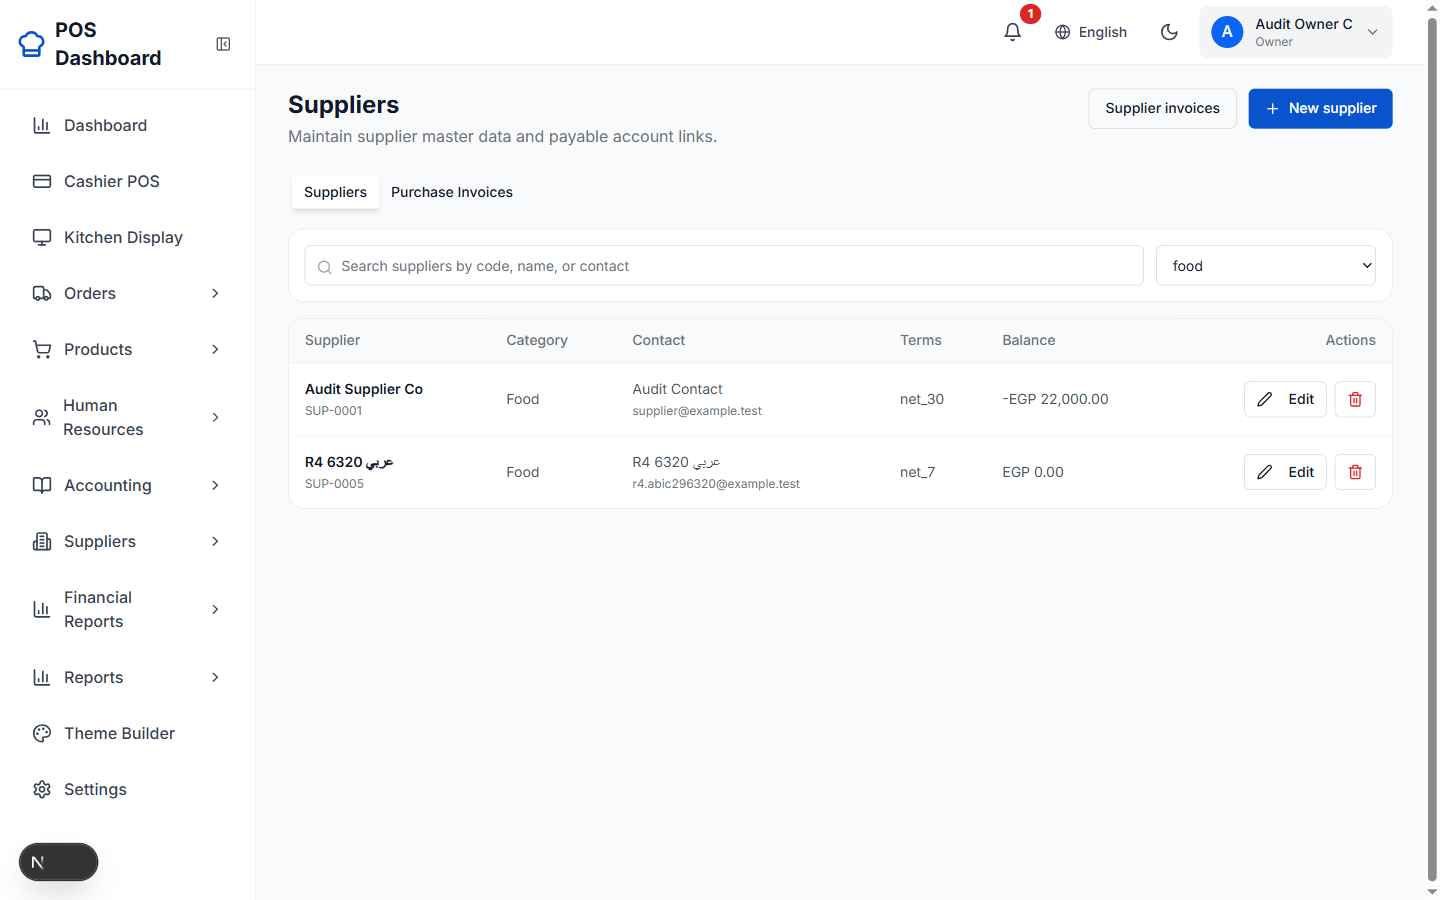 POS
Dashboard
1
English
A
Audit Owner C
Owner
Dashboard
Cashier POS
Kitchen Display
Orders
Products
Human
Resources
Accounting
Suppliers
Financial
Reports
Reports
Theme Builder
Settings
N
Suppliers
Maintain supplier master data and payable account links.
Supplier invoices
New supplier
Suppliers
Purchase Invoices
Search suppliers by code, name, or contact
food
Supplier Category Contact Terms Balance Actions
Audit Supplier Co
SUP-0001
Food
Audit Contact
supplier@example.test
net_30
-EGP 22,000.00
Edit
R4 6320 عربي
SUP-0005
Food
R4 6320 عربي
r4.abic296320@example.test
net_7
EGP 0.00
Edit